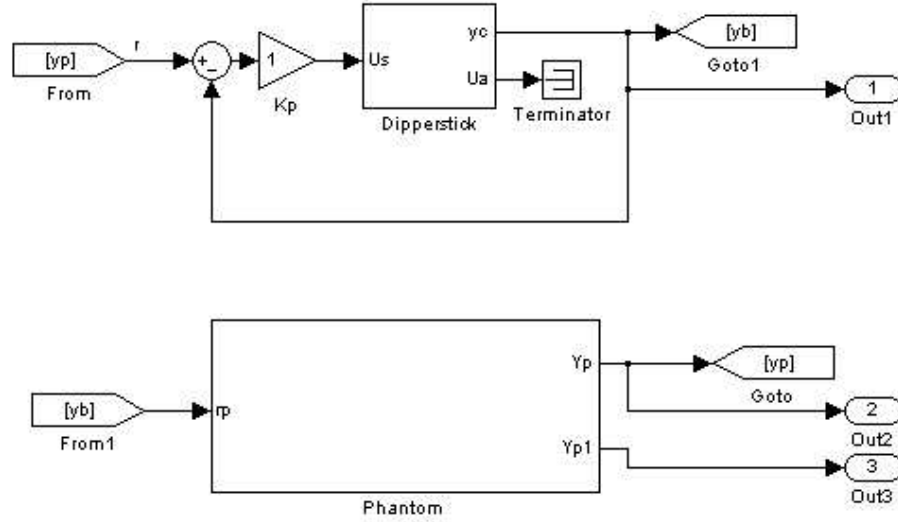 [yp]
From
r
+
−
1
Kp
Us
yc
Ua
Dipperstick
Terminator
[yb]
Goto1
1
Out1
[yb]
From1
rp
Yp
Yp1
Phantom
[yp]
Goto
2
Out2
3
Out3